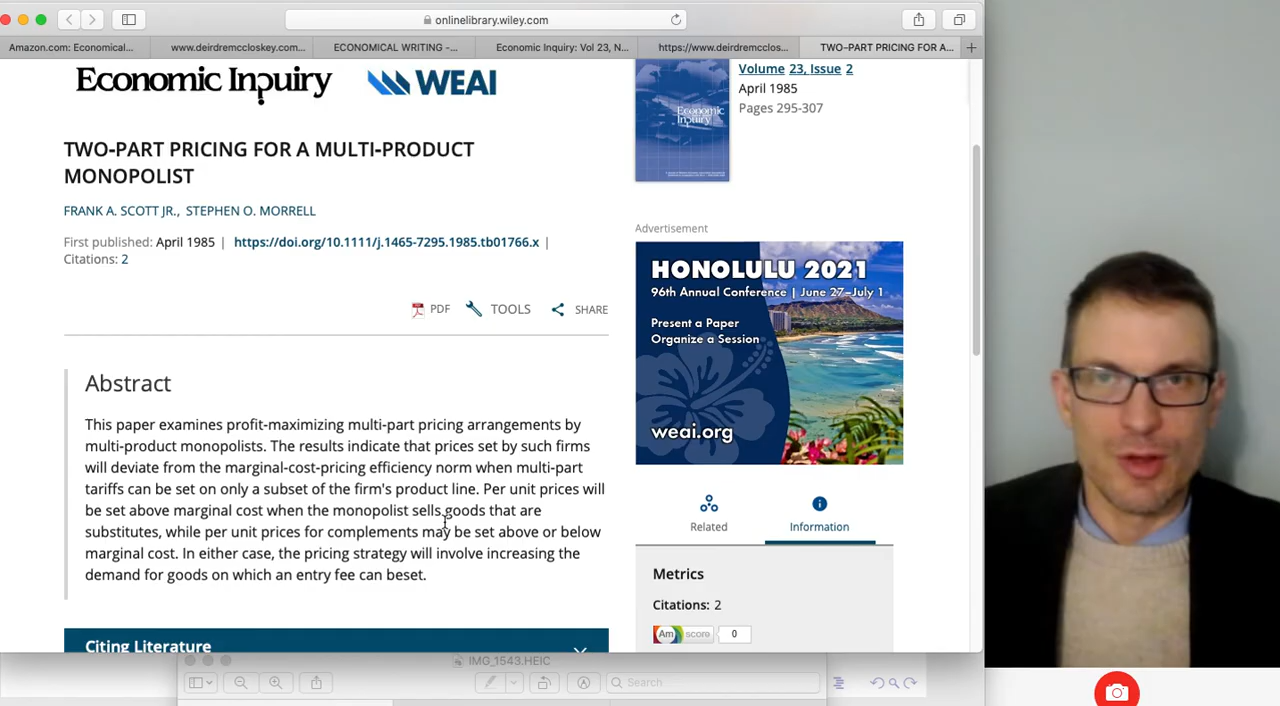 onlinelibrary.wiley.com
Amazon.com: Economical...
www.deirdremccloskey.com...
ECONOMICAL WRITING -...
Economic Inquiry: Vol 23, N...
https://www.deirdremcclos...
TWO-PART PRICING FOR A...
Economic Inquiry
WEAI
TWO-PART PRICING FOR A MULTI-PRODUCT
MONOPOLIST
FRANK A. SCOTT JR., STEPHEN O. MORRELL
First published: April 1985 | https://doi.org/10.1111/j.1465-7295.1985.tb01766.x |
Citations: 2
PDF TOOLS SHARE
Abstract
This paper examines profit-maximizing multi-part pricing arrangements by
multi-product monopolists. The results indicate that prices set by such firms
will deviate from the marginal-cost-pricing efficiency norm when multi-part
tariffs can be set on only a subset of the firm's product line. Per unit prices will
be set above marginal cost when the monopolist sells goods that are
substitutes, while per unit prices for complements may be set above or below
marginal cost. In either case, the pricing strategy will involve increasing the
demand for goods on which an entry fee can beset.
Citing Literature
Economic
Inquiry
Volume 23, Issue 2
April 1985
Pages 295-307
Advertisement
HONOLULU 2021
96th Annual Conference | June 27–July 1
Present a Paper
Organize a Session
weai.org
Related
Information
Metrics
Citations: 2
Am score 0
IMG_1543.HEIC
Search